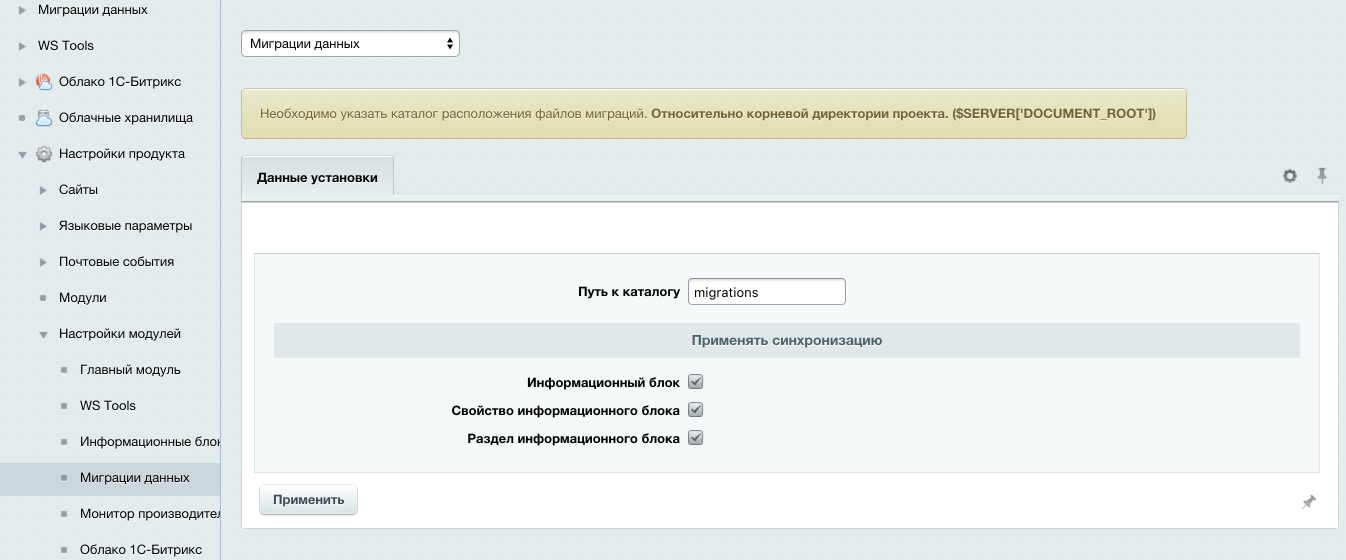 Миграции данных
WS Tools
Облако 1С-Битрикс
Облачные хранилища
Настройки продукта
Сайты
Языковые параметры
Почтовые события
Модули
Настройки модулей
Главный модуль
WS Tools
Информационные блок
Миграции данных
Монитор производител
Облако 1С-Битрикс
Миграции данных
Необходимо указать каталог расположения файлов миграций. Относительно корневой директории проекта. ($SERVER['DOCUMENT_ROOT'])
Данные установки
Путь к каталогу migrations
Применять синхронизацию
Информационный блок
Свойство информационного блока
Раздел информационного блока
Применить